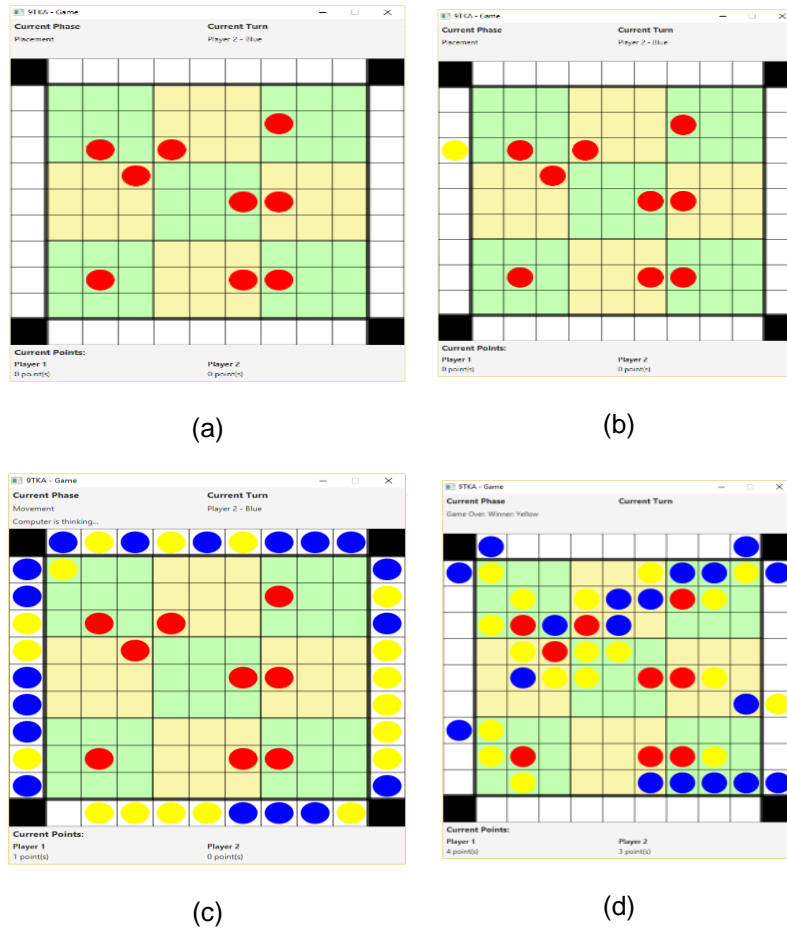 9TKA - Game
Current Phase Current Turn
Placement Player 2 - Blue
Current Points:
Player 1 Player 2
0 point(s) 0 point(s)
(a)
9TKA - Game
Current Phase Current Turn
Placement Player 2 - Blue
Current Points:
Player 1 Player 2
0 point(s) 0 point(s)
(b)
9TKA - Game
Current Phase Current Turn
Movement Player 2 - Blue
Computer is thinking...
Current Points:
Player 1 Player 2
1 point(s) 0 point(s)
(c)
9TKA - Game
Current Phase Current Turn
Game Over. Winner: Yellow
Current Points:
Player 1 Player 2
4 point(s) 3 point(s)
(d)